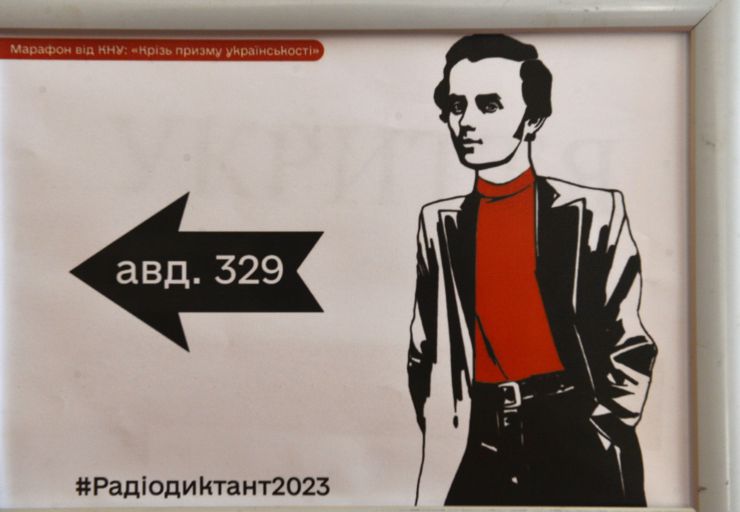 Марафон від КНУ: «Крізь призму українськості»
авд. 329
#Радіодиктант2023